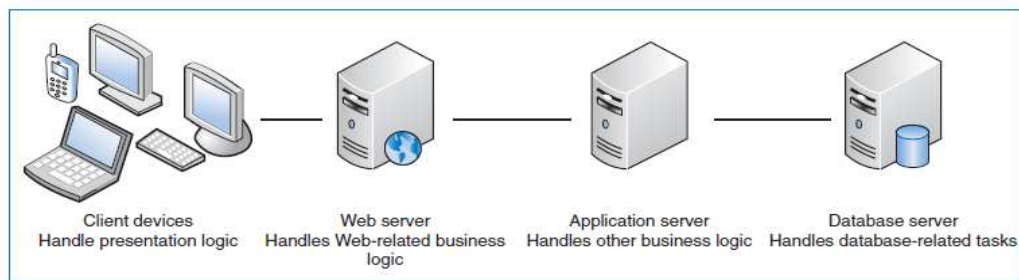 Client devices
Handle presentation logic
Web server
Handles Web-related business
logic
Application server
Handles other business logic
Database server
Handles database-related tasks